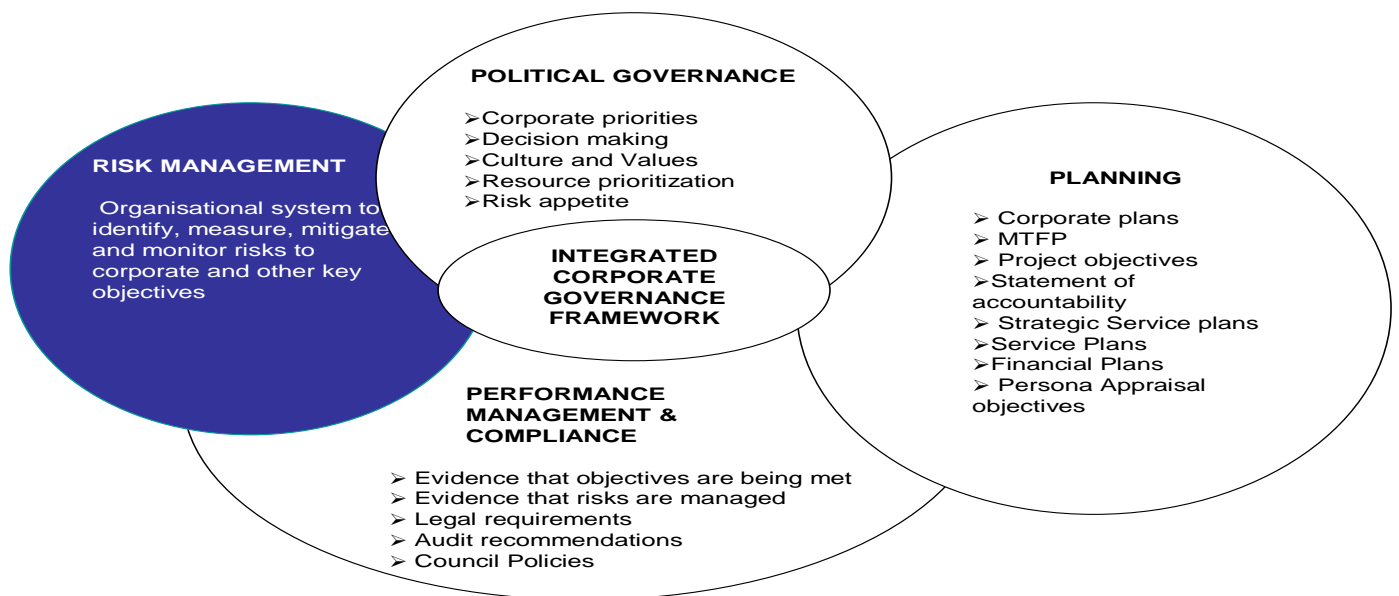 POLITICAL GOVERNANCE
➢Corporate priorities
➢Decision making
➢Culture and Values
➢Resource prioritization
➢Risk appetite
RISK MANAGEMENT
Organisational system to
identify, measure, mitigate
and monitor risks to
corporate and other key
objectives
INTEGRATED
CORPORATE
GOVERNANCE
FRAMEWORK
PLANNING
➢ Corporate plans
➢ MTFP
➢ Project objectives
➢Statement of
accountability
➢ Strategic Service plans
➢Service Plans
➢Financial Plans
➢ Persona Appraisal
objectives
PERFORMANCE
MANAGEMENT &
COMPLIANCE
➢ Evidence that objectives are being met
➢ Evidence that risks are managed
➢ Legal requirements
➢ Audit recommendations
➢ Council Policies